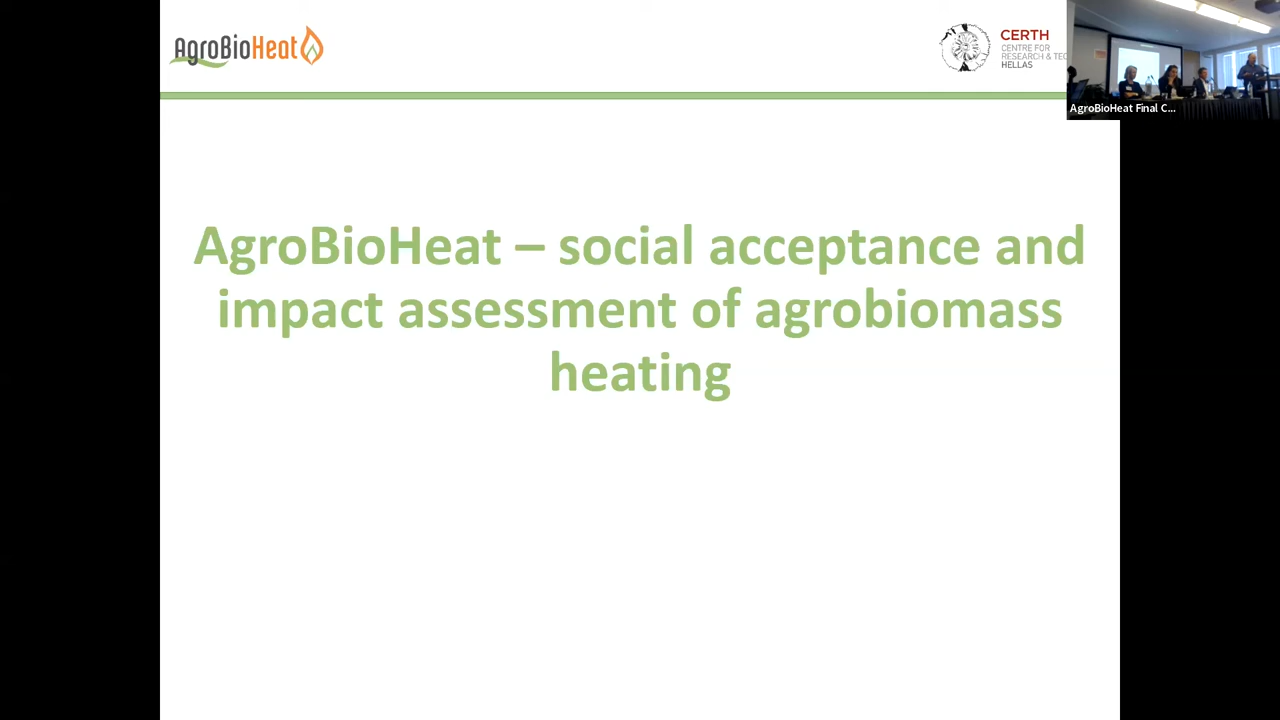 AgroBioHeat
CERTH
CENTRE FOR
RESEARCH & TEC
HELLAS
AgroBioHeat Final C...
AgroBioHeat – social acceptance and
impact assessment of agrobiomass
heating